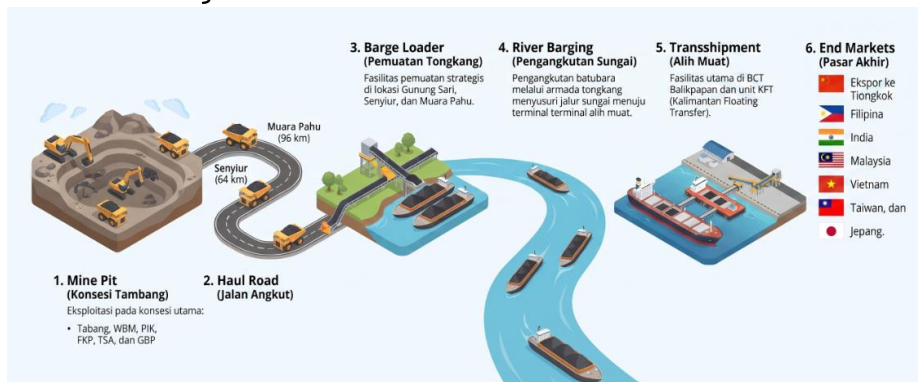 1. Mine Pit
(Konsesi Tambang)
Eksploitasi pada konsesi utama:
• Tabang, WBM, PIK,
FKP, TSA, dan GBP
2. Haul Road
(Jalan Angkut)
Muara Pahu
(96 km)
Senyiur
(64 km)
3. Barge Loader
(Pemuatan Tongkang)
Fasilitas pemuatan strategis
di lokasi Gunung Sari,
Senyiur, dan Muara Pahu.
4. River Barging
(Pengangkutan Sungai)
Pengangkutan batubara
melalui armada tongkang
menyusuri jalur sungai menuju
terminal terminal alih muat.
5. Transshipment
(Alih Muat)
Fasilitas utama di BCT
Balikpapan dan unit KFT
(Kalimantan Floating
Transfer).
6. End Markets
(Pasar Akhir)
Ekspor ke
Tiongkok
Filipina
India
Malaysia
Vietnam
Taiwan, dan
Jepang.